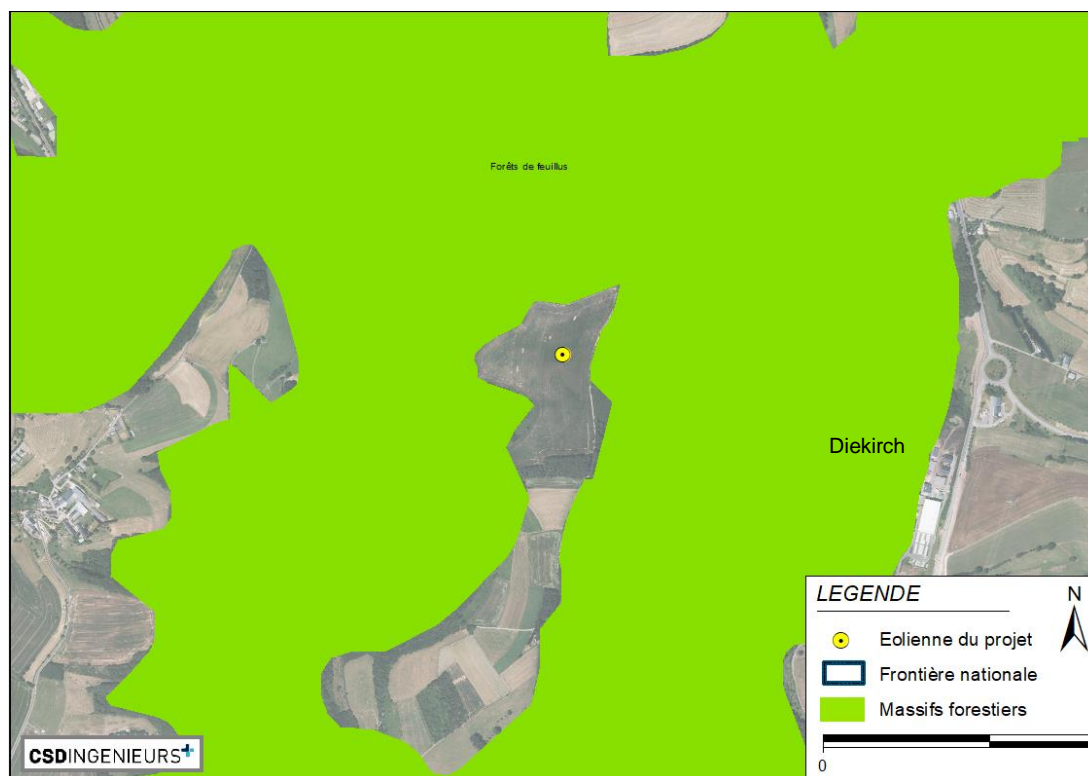 Forêts de feuillus
Diekirch
LEGENDE
N
Eolienne du projet
Frontière nationale
Massifs forestiers
0
CSDINGENIEURS+